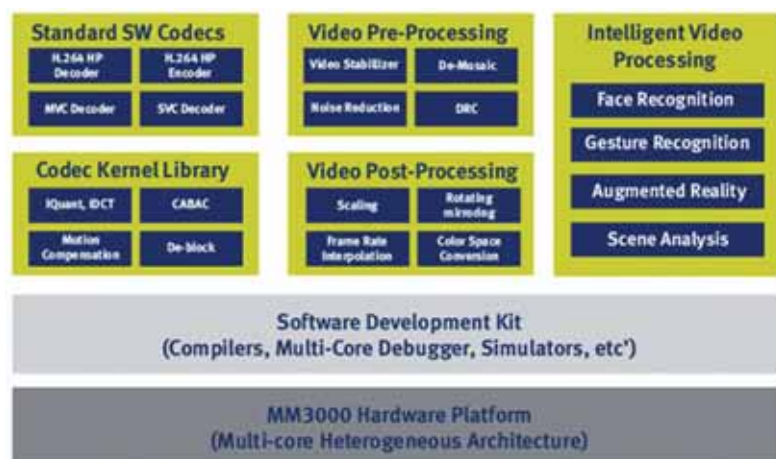 Standard SW Codecs
H.264 HP
Decoder
H.264 HP
Encoder
MVC Decoder
SVC Decoder
Video Pre-Processing
Video Stabilizer
De-Mosaic
Noise Reduction
DRC
Intelligent Video
Processing
Face Recognition
Gesture Recognition
Augmented Reality
Scene Analysis
Codec Kernel Library
IQuant, IDCT
CABAC
Motion
Compensation
De-block
Video Post-Processing
Scaling
Rotating
mirroring
Frame Rate
Interpolation
Color Space
Conversion
Software Development Kit
(Compilers, Multi-Core Debugger, Simulators, etc')
MM3000 Hardware Platform
(Multi-core Heterogeneous Architecture)